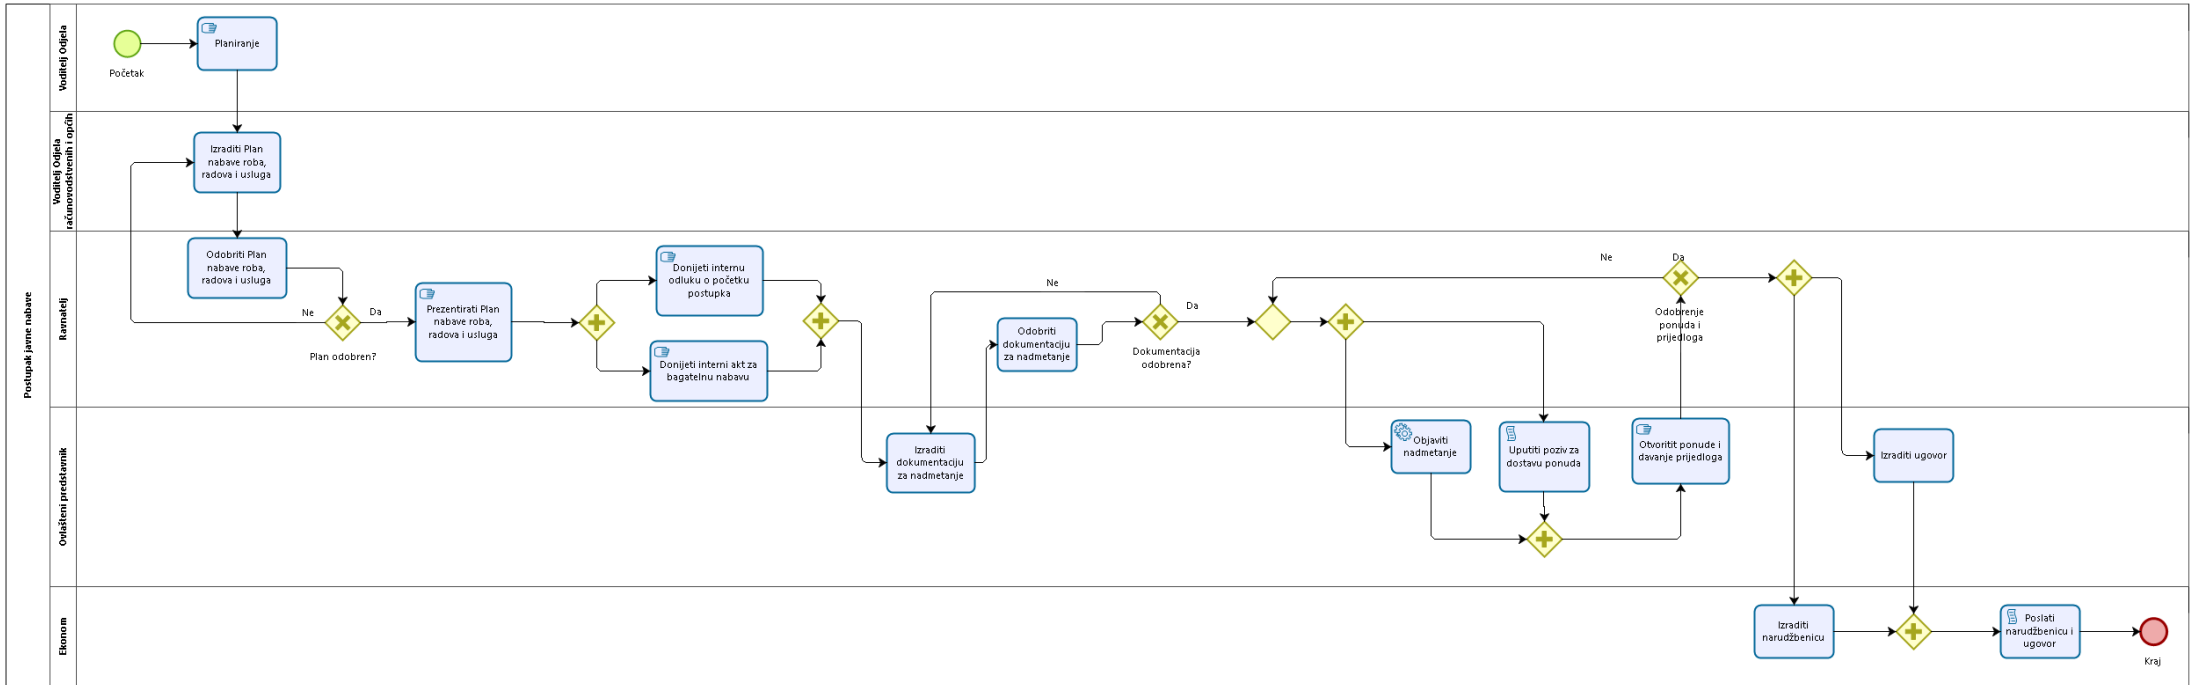 Postupak javne nabave
Voditelj Odjela
Početak
Planiranje
Voditelj Odjela
računovodstvenih i općih
Izraditi Plan
nabave roba,
radova i usluga
Ravnatelj
Odobriti Plan
nabave roba,
radova i usluga
Ne
Da
Plan odobren?
Prezentirati Plan
nabave roba,
radova i usluga
Donijeti internu
odluku o početku
postupka
Donijeti interni akt za
bagatelnu nabavu
Ne
Odobriti
dokumentaciju
za nadmetanje
Da
Dokumentacija
odobrena?
Ne
Da
Odobrenje
ponuda i
prijedloga
Ovlašteni predstavnik
Izraditi
dokumentaciju
za nadmetanje
Objaviti
nadmetanje
Uputiti poziv za
dostavu ponuda
Otvoritit ponude i
davanje prijedloga
Izraditi ugovor
Ekonom
Izraditi
narudžbenicu
Poslati
narudžbenicu i
ugovor
Kraj